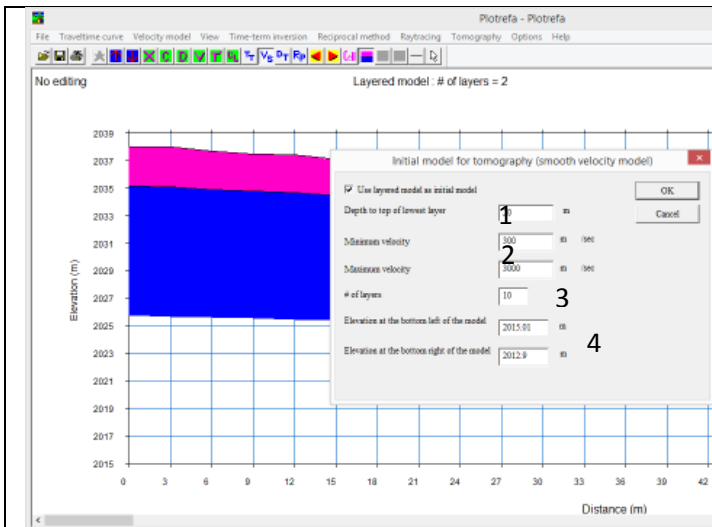 Plotrefa - Plotrefa
File Traveltime curve Velocity model View Time-term inversion Reciprocal method Raytracing Tomography Options Help
No editing Layered model : # of layers = 2
Initial model for tomography (smooth velocity model)
Use layered model as initial model OK
Depth to top of lowest layer 1 m Cancel
Minimum velocity 300 m /sec
2
Maximum velocity 3000 m /sec
# of layers 10 3
Elevation at the bottom left of the model 2015.01 m
4
Elevation at the bottom right of the model 2012.9 m
Elevation (m)
2039
2037
2035
2033
2031
2029
2027
2025
2023
2021
2019
2017
2015
0 3 6 9 12 15 18 21 24 27 30 33 36 39 42
Distance (m)